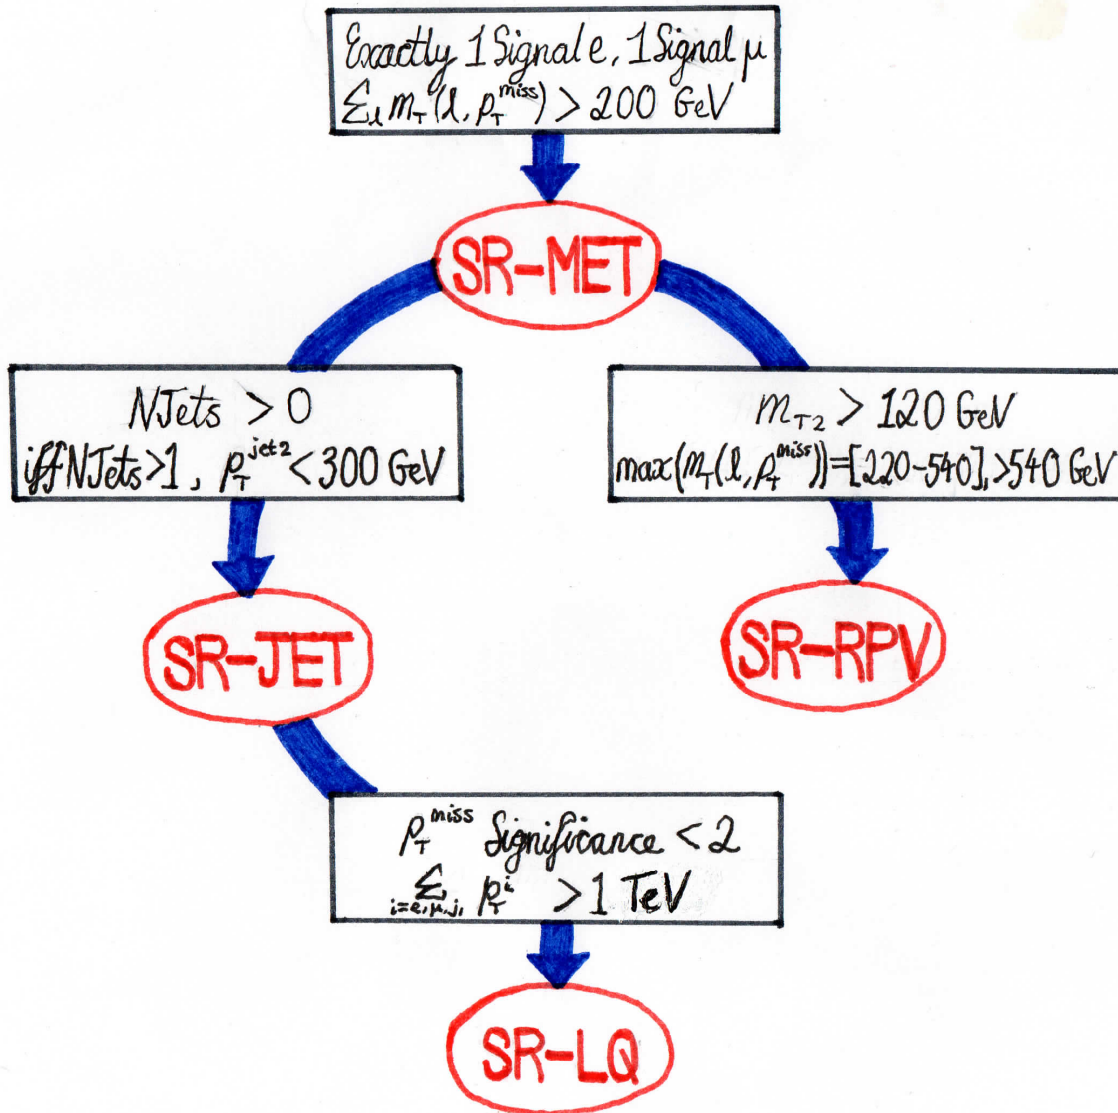 Exactly 1 Signal e, 1 Signal μ
Σ_ℓ m_T(ℓ, p_T^miss) > 200 GeV
SR-MET
NJets > 0
iff NJets>1, p_T^jet2 < 300 GeV
m_T2 > 120 GeV
max(m_T(ℓ, p_T^miss))=[220-540], >540 GeV
SR-JET
SR-RPV
p_T^miss Significance < 2
Σ_{i=e,μ,j₁} p_T^i > 1 TeV
SR-LQ